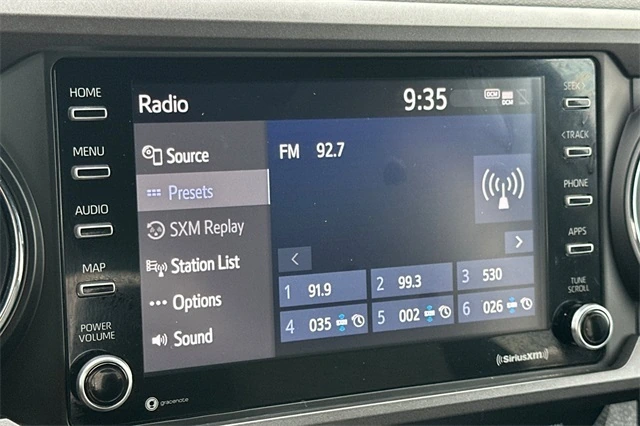 HOME
MENU
AUDIO
MAP
POWER
VOLUME
Radio
9:35
DCM
DCM
Source
Presets
SXM Replay
Station List
Options
Sound
FM 92.7
<
>
1 91.9
2 99.3
3 530
4 035
5 002
6 026
SEEK>
<TRACK
PHONE
APPS
TUNE
SCROLL
gracenote
((SiriusXM))